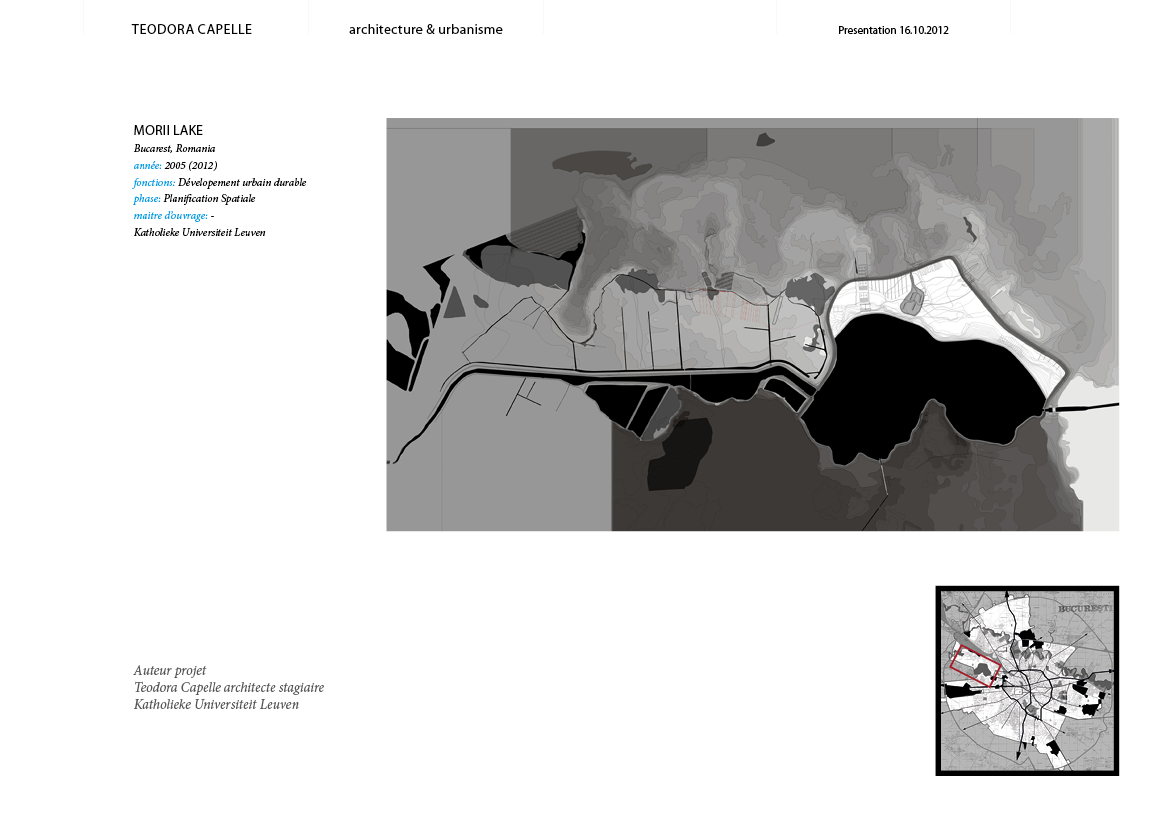 TEODORA CAPELLE
architecture & urbanisme
Presentation 16.10.2012
MORII LAKE
Bucarest, Romania
année: 2005 (2012)
fonctions: Dévelopement urbain durable
phase: Planification Spatiale
maitre d'ouvrage: -
Katholieke Universiteit Leuven
BUCUREȘTI
Auteur projet
Teodora Capelle architecte stagiaire
Katholieke Universiteit Leuven